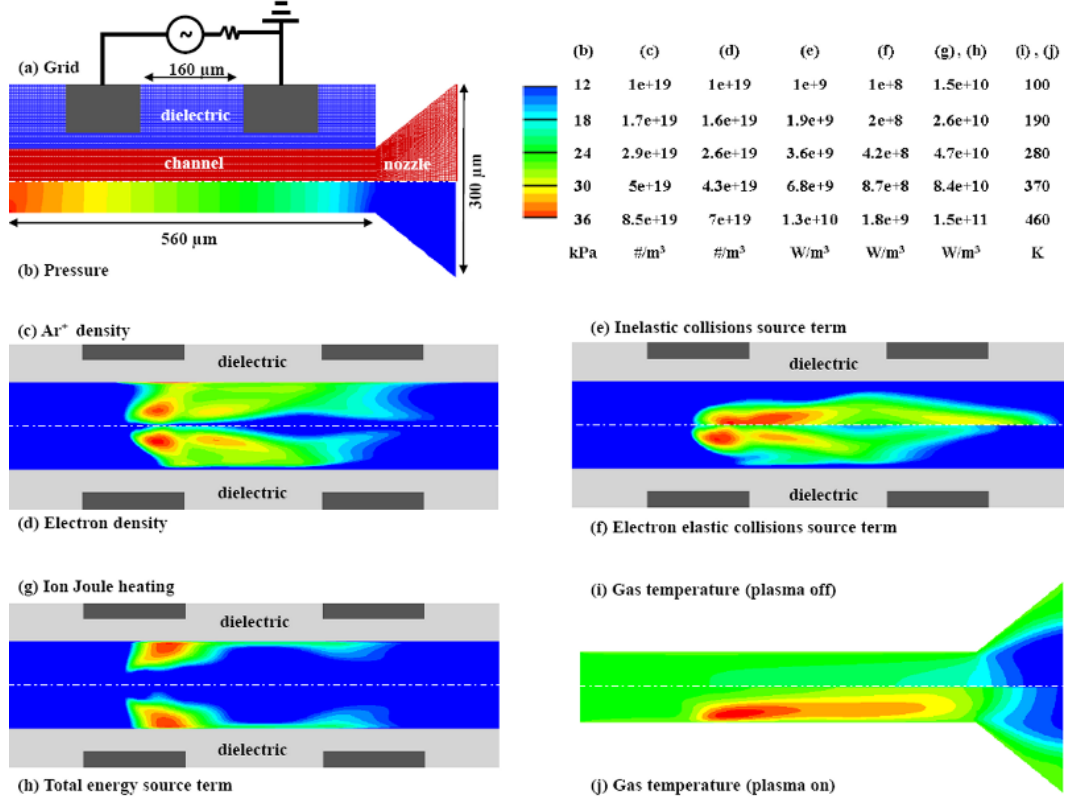 ~
(a) Grid
160 µm
dielectric
channel
nozzle
300 µm
560 µm
(b) Pressure
(b) (c) (d) (e) (f) (g) , (h) (i) , (j)
12 1e+19 1e+19 1e+9 1e+8 1.5e+10 100
18 1.7e+19 1.6e+19 1.9e+9 2e+8 2.6e+10 190
24 2.9e+19 2.6e+19 3.6e+9 4.2e+8 4.7e+10 280
30 5e+19 4.3e+19 6.8e+9 8.7e+8 8.4e+10 370
36 8.5e+19 7e+19 1.3e+10 1.8e+9 1.5e+11 460
kPa #/m³ #/m³ W/m³ W/m³ W/m³ K
(c) Ar⁺ density
dielectric
dielectric
(d) Electron density
(e) Inelastic collisions source term
dielectric
dielectric
(f) Electron elastic collisions source term
(g) Ion Joule heating
dielectric
dielectric
(h) Total energy source term
(i) Gas temperature (plasma off)
(j) Gas temperature (plasma on)